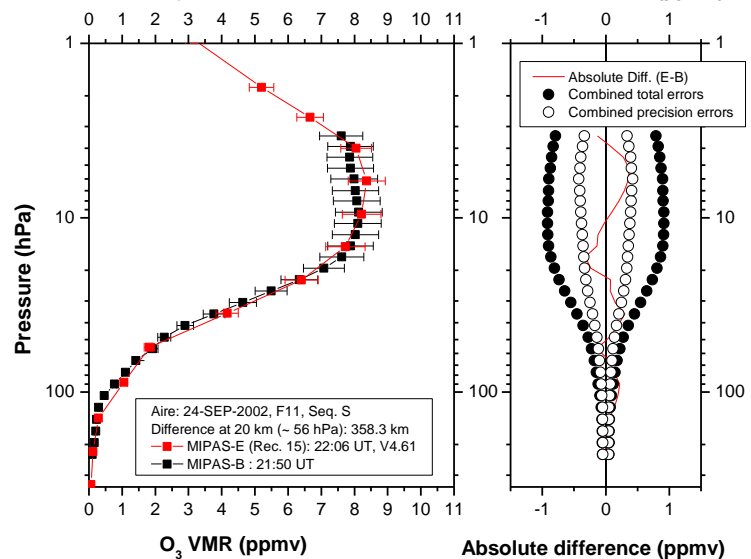 0 1 2 3 4 5 6 7 8 9 10 11
-1 0 1
1
10
100
Pressure (hPa)
Aire: 24-SEP-2002, F11, Seq. S
Difference at 20 km (~ 56 hPa): 358.3 km
MIPAS-E (Rec. 15): 22:06 UT, V4.61
MIPAS-B : 21:50 UT
0 1 2 3 4 5 6 7 8 9 10 11
O₃ VMR (ppmv)
Absolute Diff. (E-B)
Combined total errors
Combined precision errors
1
10
100
-1 0 1
Absolute difference (ppmv)